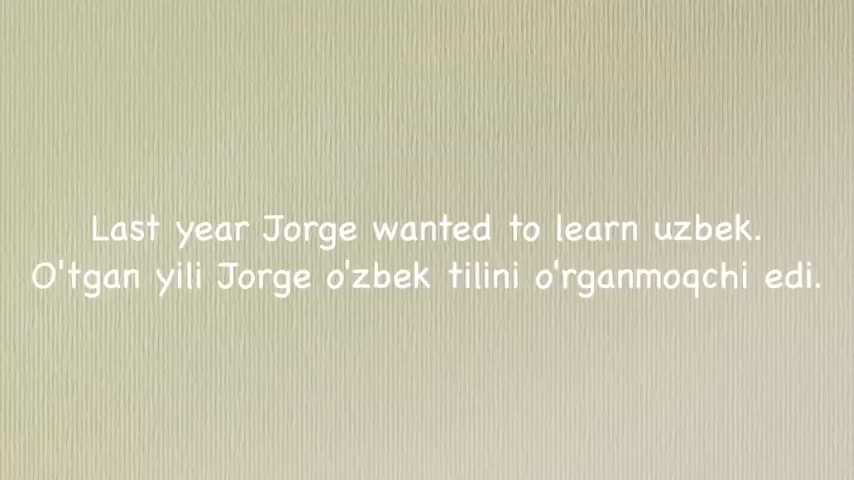 Last year Jorge wanted to learn uzbek.
O'tgan yili Jorge o'zbek tilini o'rganmoqchi edi.